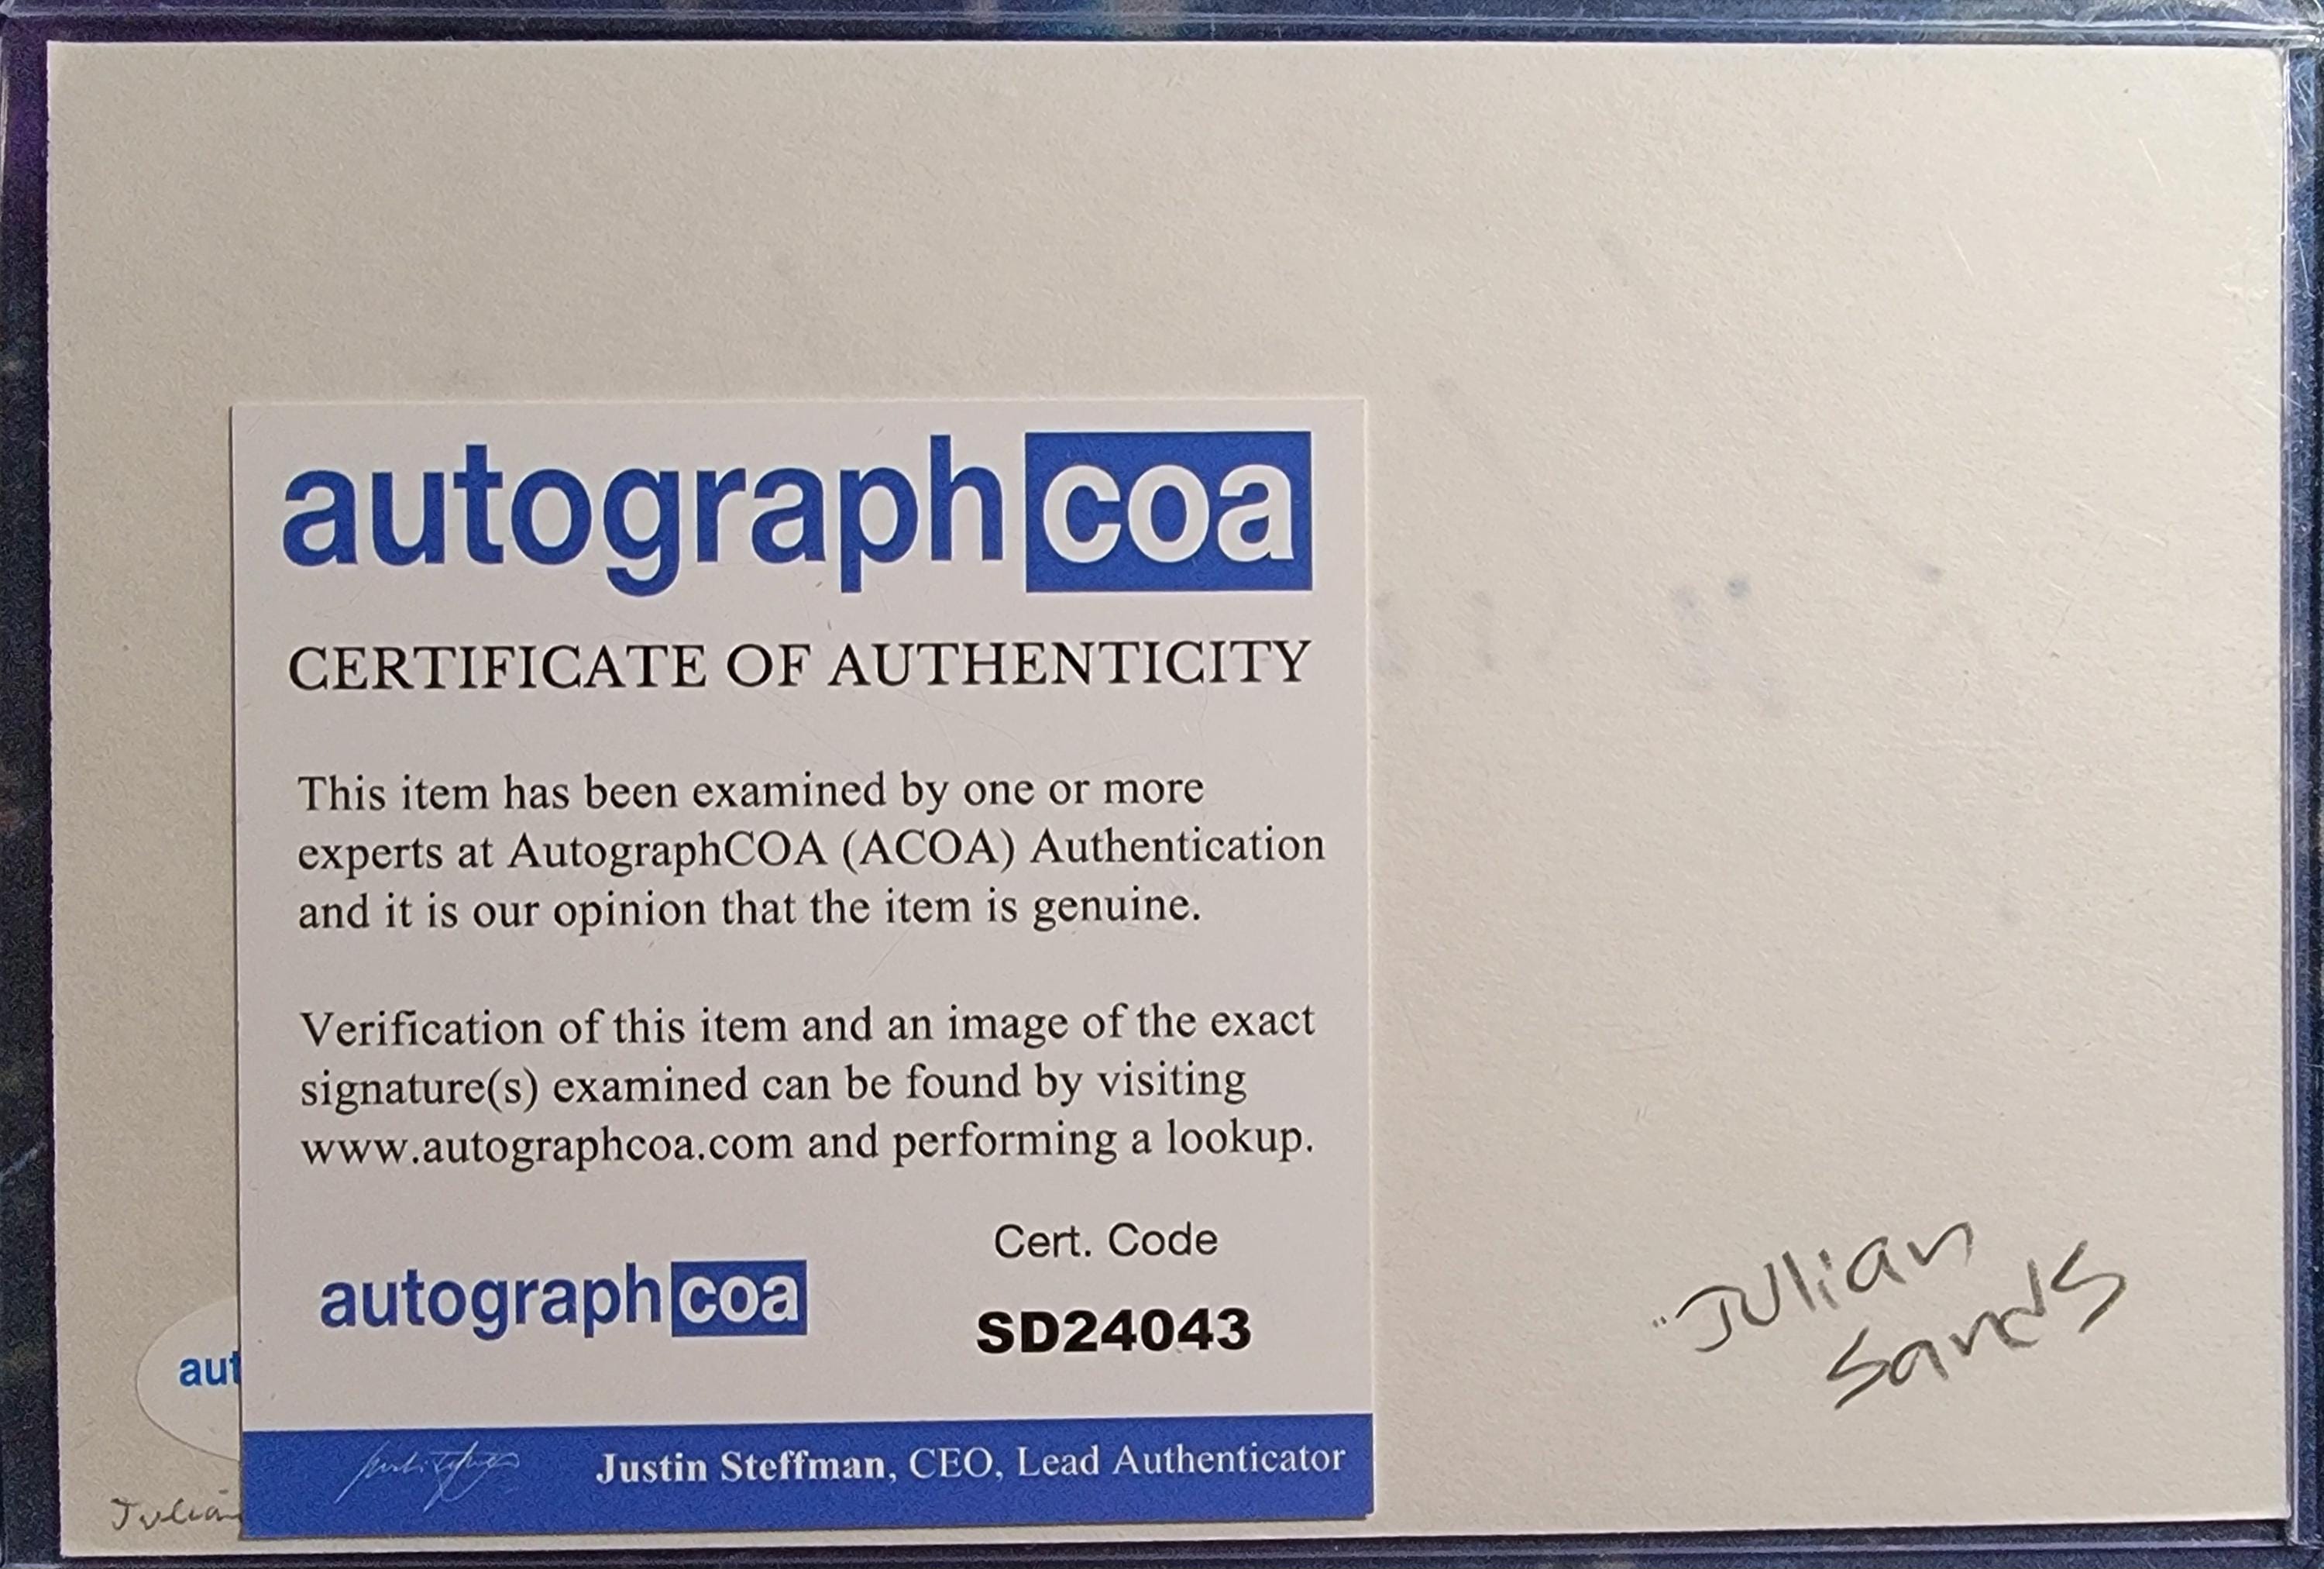 autographcoa
CERTIFICATE OF AUTHENTICITY
This item has been examined by one or more
experts at AutographCOA (ACOA) Authentication
and it is our opinion that the item is genuine.
Verification of this item and an image of the exact
signature(s) examined can be found by visiting
www.autographcoa.com and performing a lookup.
Cert. Code
autographcoa
SD24043
Justin Steffman, CEO, Lead Authenticator
aut
Julian
Julian
Sands